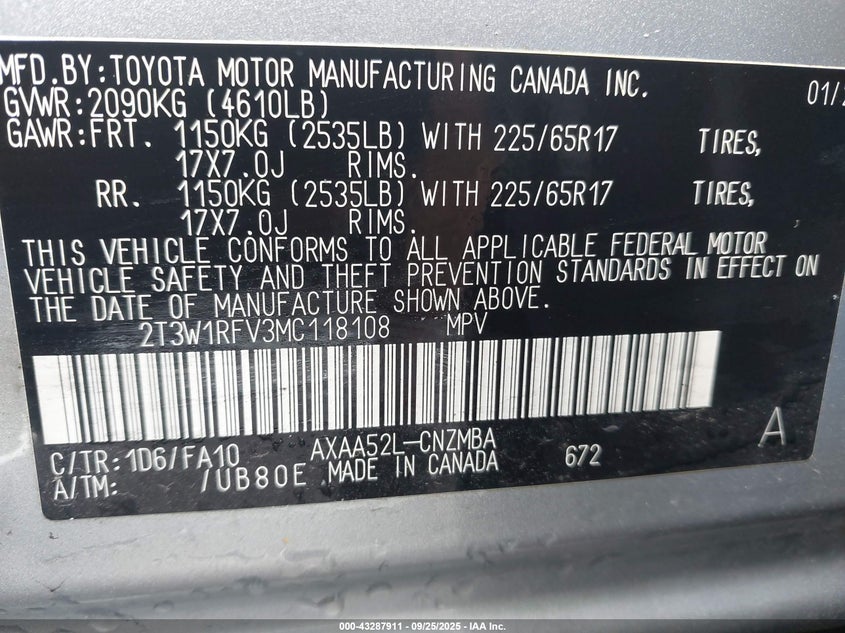 MFD.BY:TOYOTA MOTOR MANUFACTURING CANADA INC. 01/2
GVWR:2090KG (4610LB)
GAWR:FRT. 1150KG (2535LB) WITH 225/65R17 TIRES,
17X7.0J RIMS.
RR. 1150KG (2535LB) WITH 225/65R17 TIRES,
17X7.0J RIMS.
THIS VEHICLE CONFORMS TO ALL APPLICABLE FEDERAL MOTOR
VEHICLE SAFETY AND THEFT PREVENTION STANDARDS IN EFFECT ON
THE DATE OF MANUFACTURE SHOWN ABOVE.
2T3W1RFV3MC118108 MPV
A
C/TR:1D6/FA10 AXAA52L-CNZMBA 672
A/TM: /UB80E MADE IN CANADA
000-43287911 - 09/25/2025 - IAA Inc.